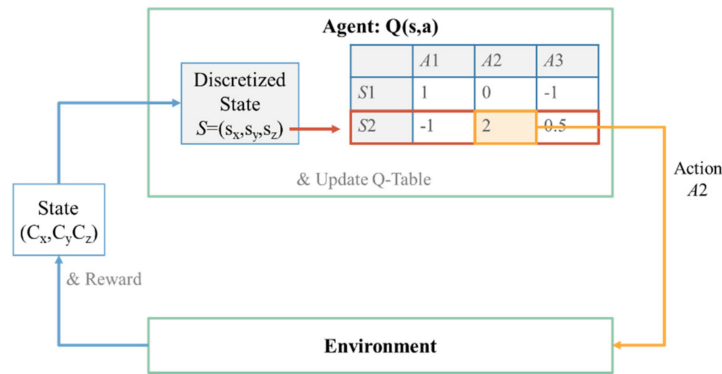 Agent: Q(s,a)
Discretized
State
S=(sx,sy,sz)
A1 A2 A3
S1 1 0 -1
S2 -1 2 0.5
& Update Q-Table
Action
A2
State
(Cx,CyCz)
& Reward
Environment